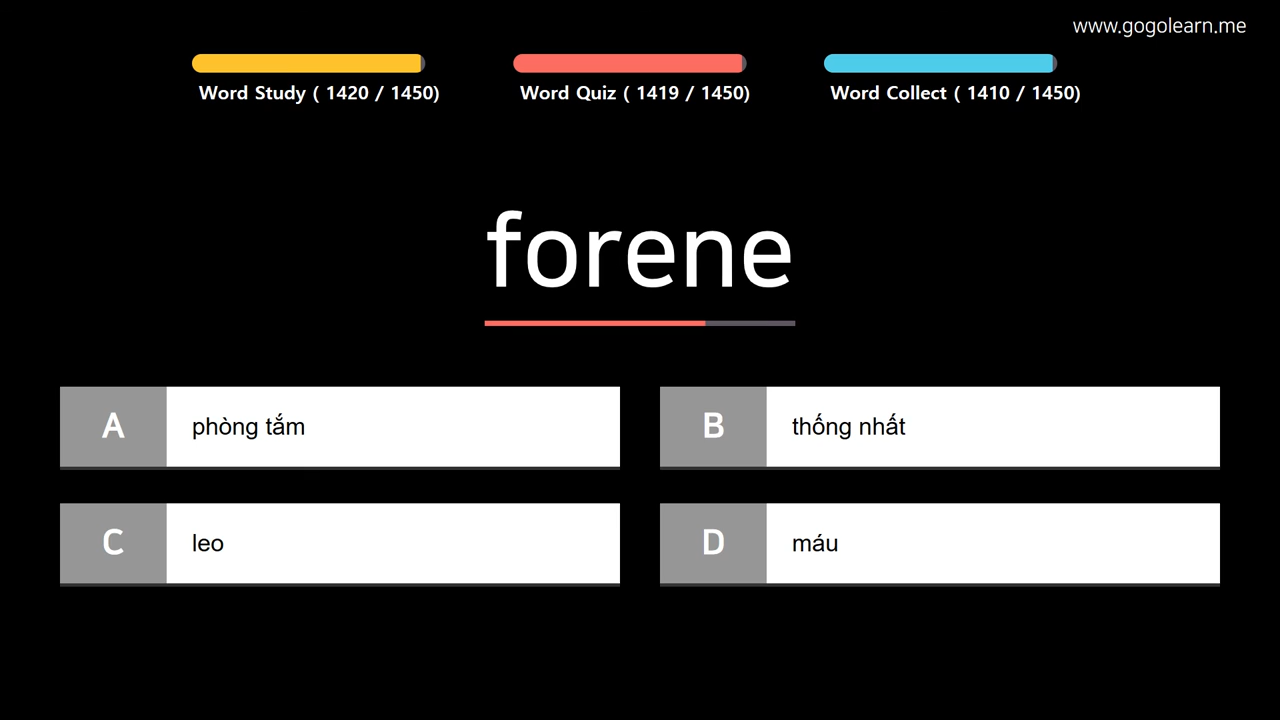 www.gogolearn.me
Word Study ( 1420 / 1450)
Word Quiz ( 1419 / 1450)
Word Collect ( 1410 / 1450)
forene
A phòng tắm
B thống nhất
C leo
D máu